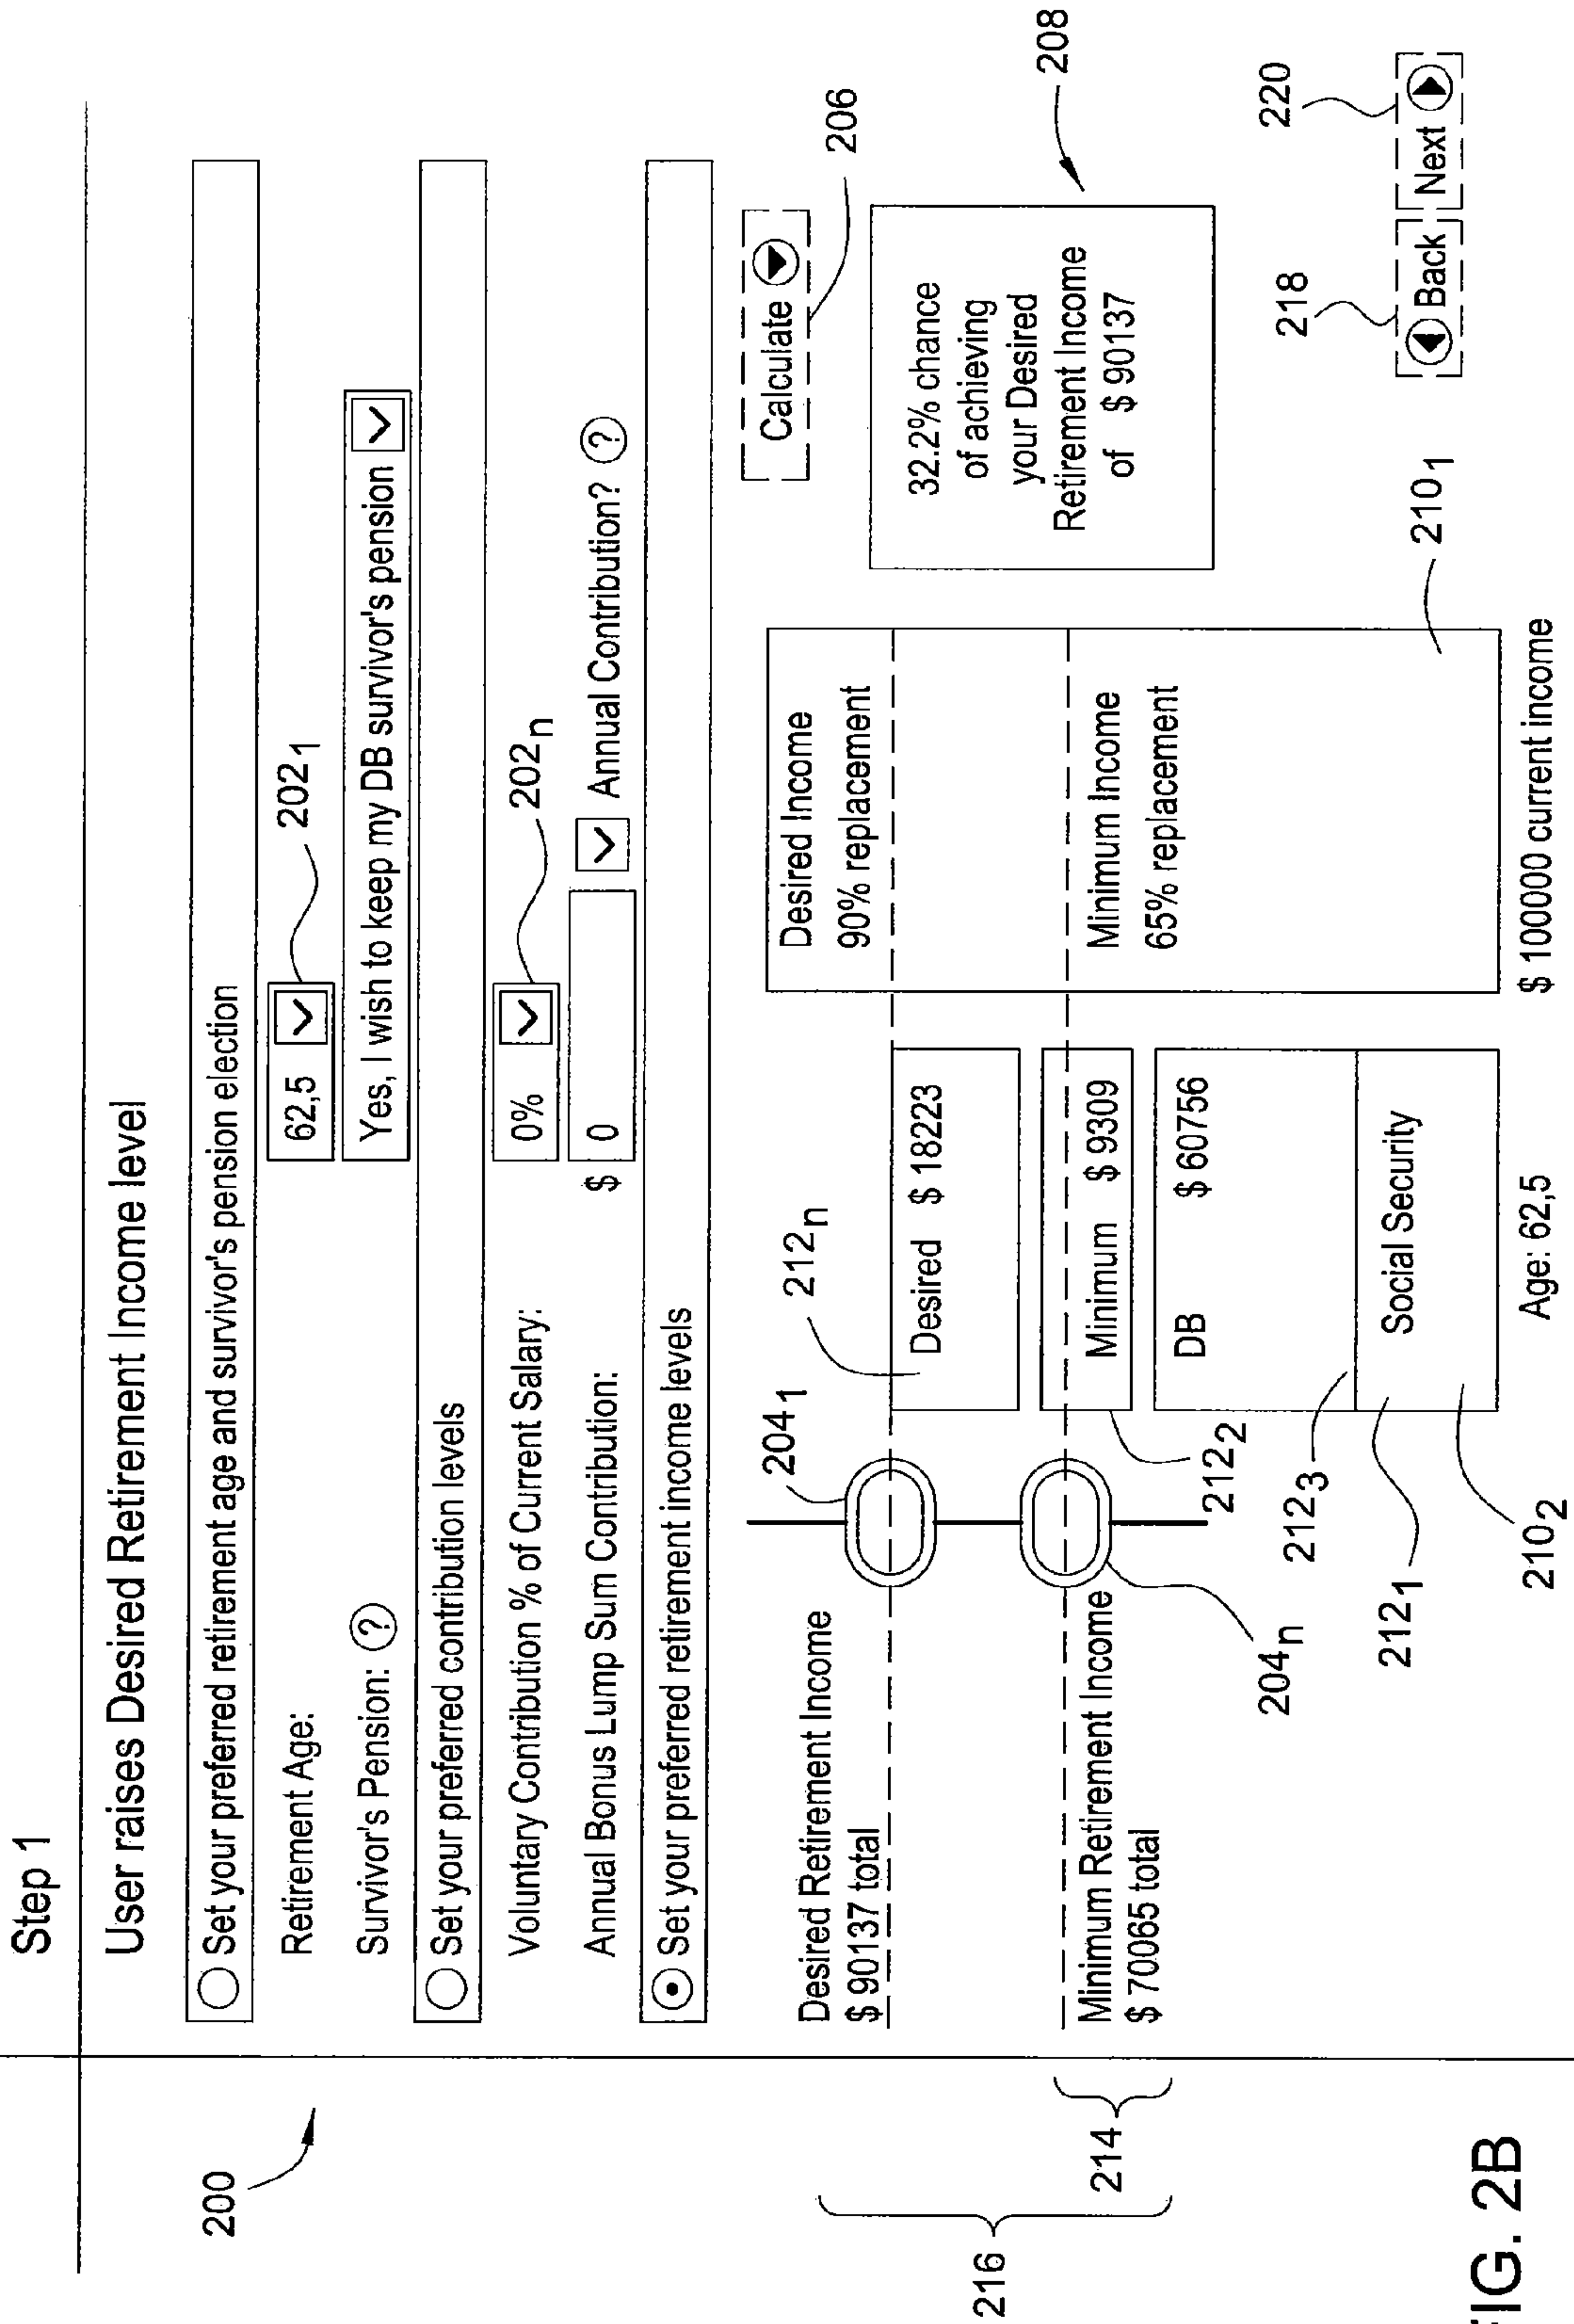 Step 1
User raises Desired Retirement Income level
200
Set your preferred retirement age and survivor's pension election
Retirement Age:
62,5
202₁
Survivor's Pension: ?
Yes, I wish to keep my DB survivor's pension
Set your preferred contribution levels
Voluntary Contribution % of Current Salary:
0%
202ₙ
Annual Bonus Lump Sum Contribution:
$ 0
Annual Contribution? ?
Set your preferred retirement income levels
Calculate
206
Desired Retirement Income
$ 90137 total
204₁
212ₙ
Desired $ 18223
Desired Income
90% replacement
32.2% chance
of achieving
your Desired
Retirement Income
of $ 90137
208
216
214
Minimum Retirement Income
$ 70065 total
204ₙ
212₂
Minimum $ 9309
Minimum Income
65% replacement
212₃
DB $ 60756
212₁
Social Security
210₂
210₁
Age: 62,5
$ 100000 current income
218
220
Back
Next
FIG. 2B